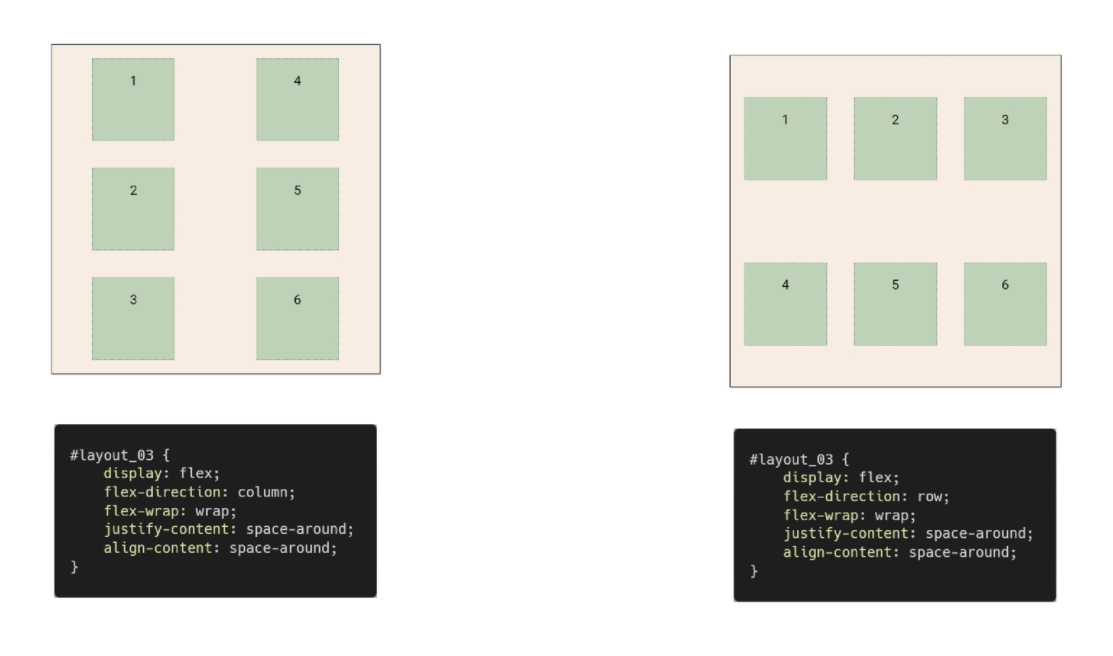 1
4
2
5
3
6
#layout_03 {
    display: flex;
    flex-direction: column;
    flex-wrap: wrap;
    justify-content: space-around;
    align-content: space-around;
}
1 2 3
4 5 6
#layout_03 {
    display: flex;
    flex-direction: row;
    flex-wrap: wrap;
    justify-content: space-around;
    align-content: space-around;
}